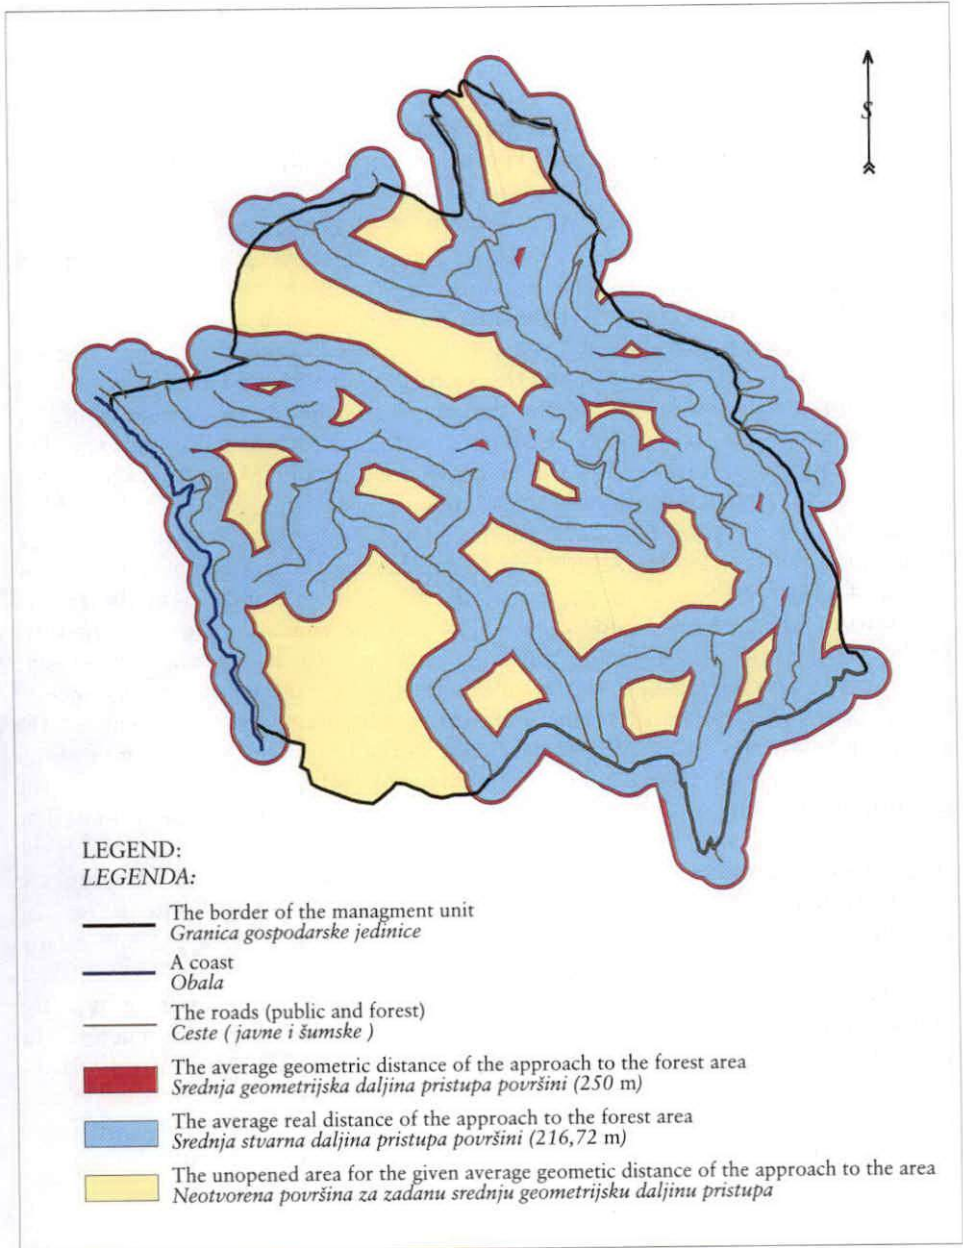 S
LEGEND:
LEGENDA:
The border of the managment unit
Granica gospodarske jedinice
A coast
Obala
The roads (public and forest)
Ceste ( javne i šumske )
The average geometric distance of the approach to the forest area
Srednja geometrijska daljina pristupa površini (250 m)
The average real distance of the approach to the forest area
Srednja stvarna daljina pristupa površini (216,72 m)
The unopened area for the given average geometic distance of the approach to the area
Neotvorena površina za zadanu srednju geometrijsku daljinu pristupa